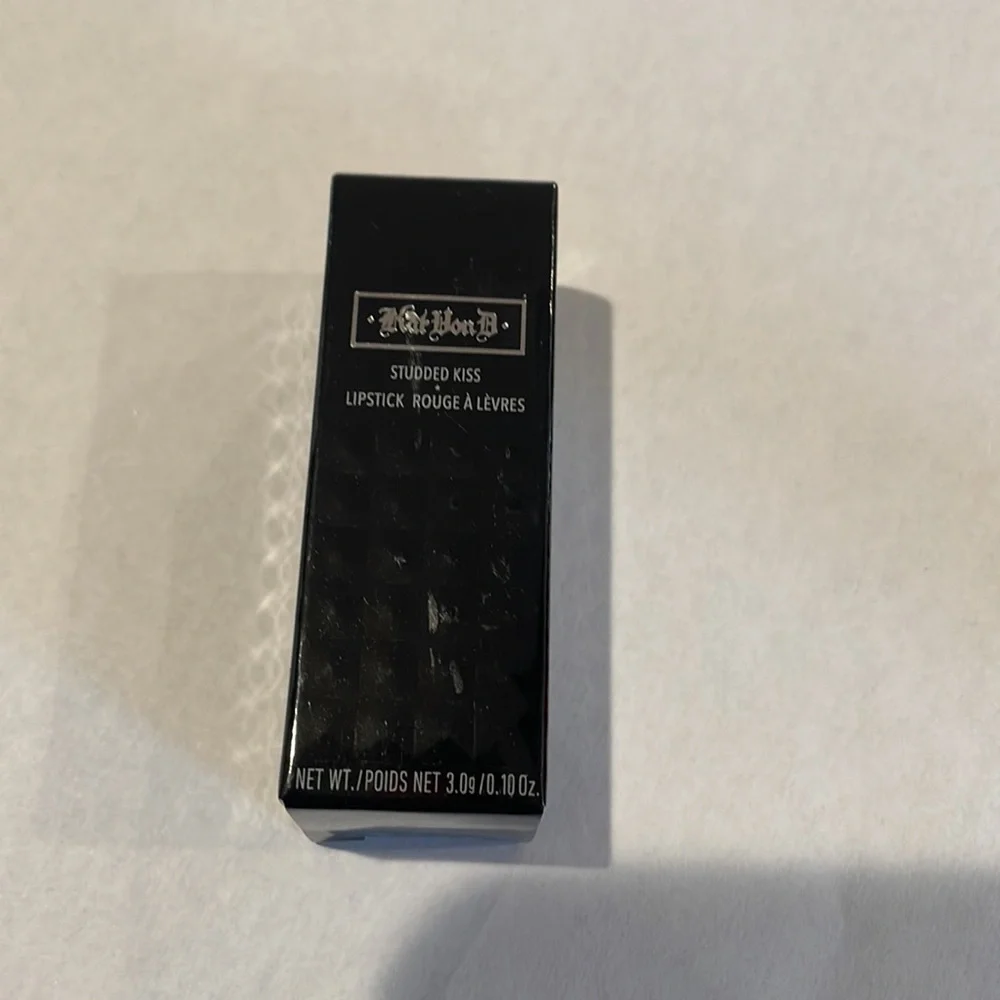 Kat Von D
STUDDED KISS
LIPSTICK ROUGE À LÈVRES
NET WT./POIDS NET 3.0g/0.10 Oz.